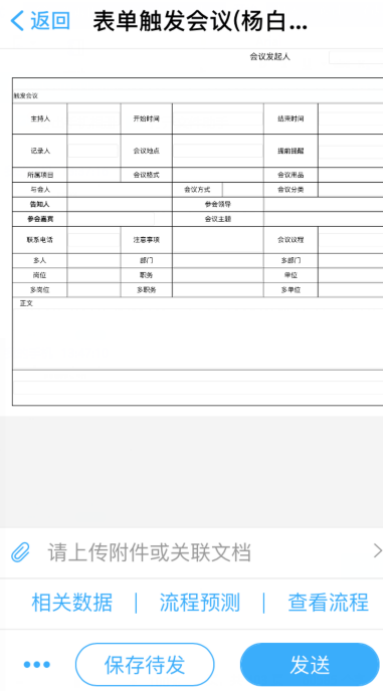 返回 表单触发会议(杨白...
会议发起人
触发会议
主持人 开始时间 结束时间
记录人 会议地点 提前提醒
所属项目 会议格式 会议用品
与会人 会议方式 会议分类
告知人 参会领导
参会嘉宾 会议主题
联系电话 注意事项 会议议程
多人 部门 多部门
岗位 职务 单位
多岗位 多职务 多单位
正文
请上传附件或关联文档
相关数据 | 流程预测 | 查看流程
••• 保存待发 发送